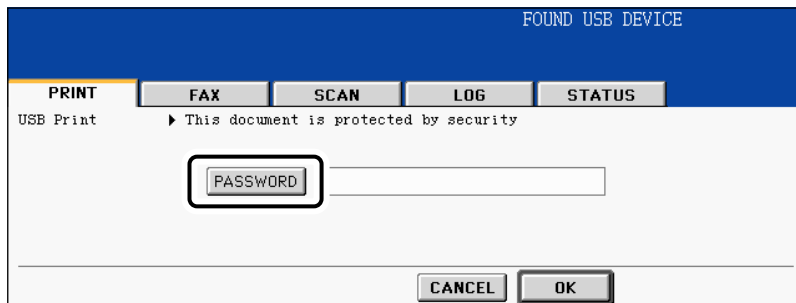 FOUND USB DEVICE
PRINT FAX SCAN LOG STATUS
USB Print ▶ This document is protected by security
PASSWORD
CANCEL OK